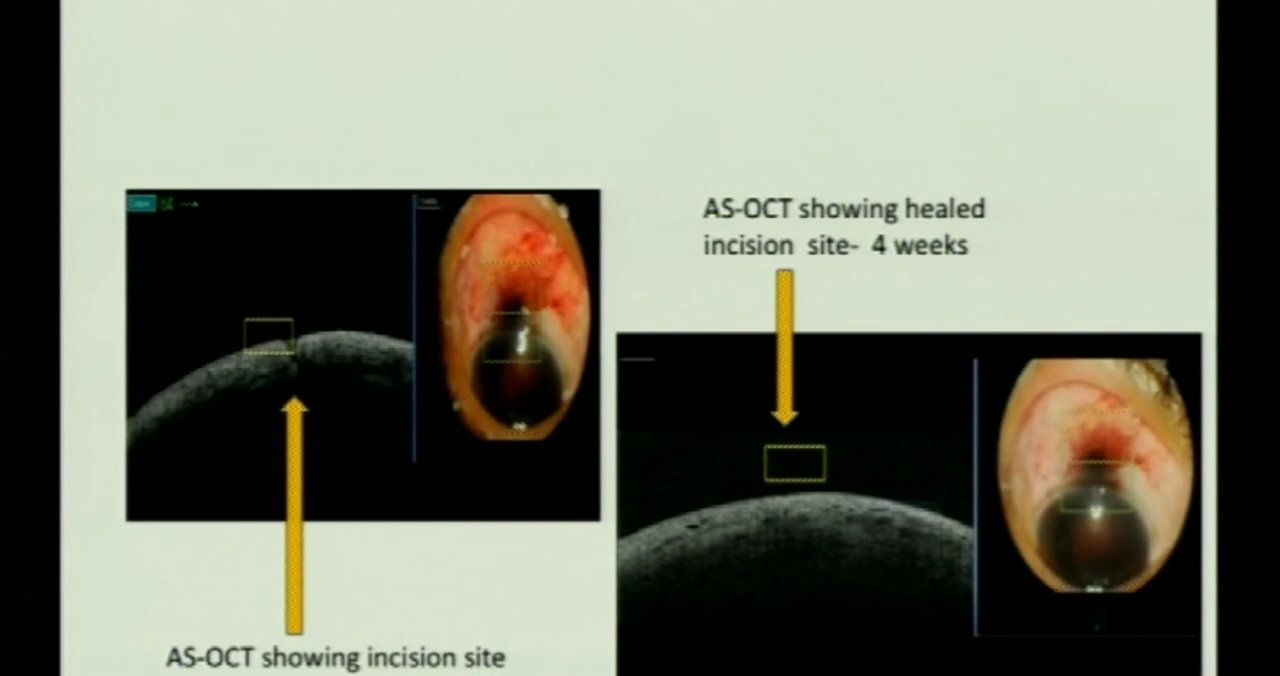 AS-OCT showing healed
incision site- 4 weeks
AS-OCT showing incision site